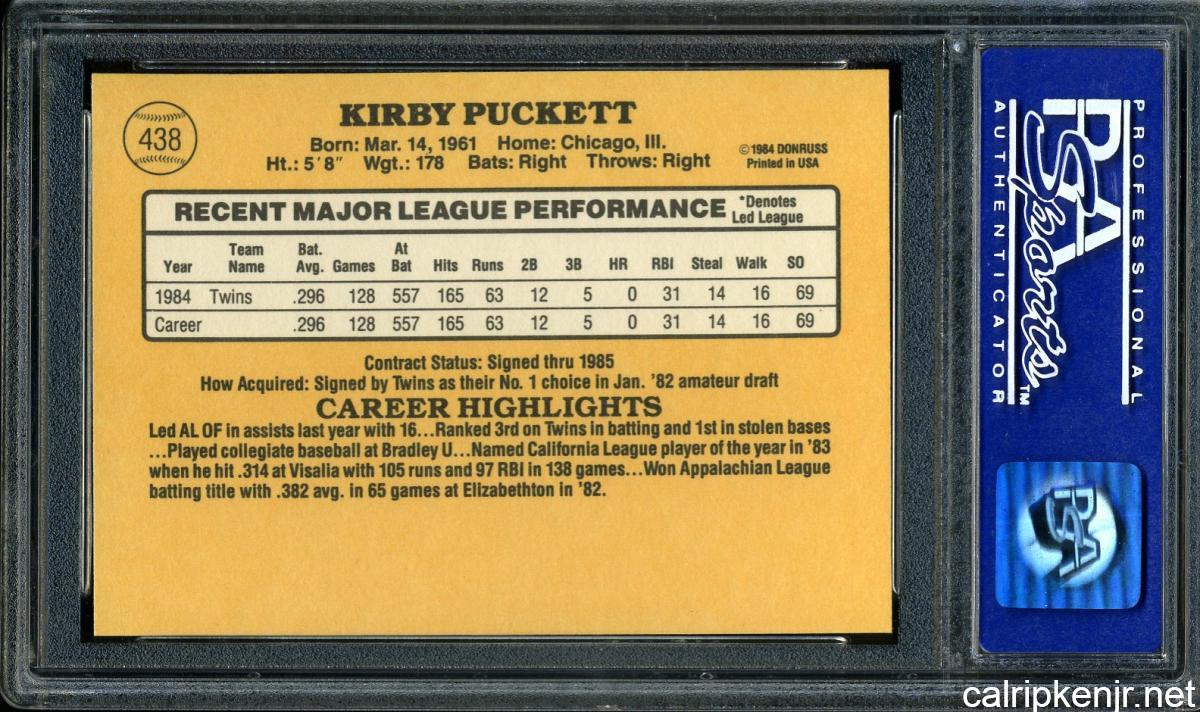 438
KIRBY PUCKETT
Born: Mar. 14, 1961 Home: Chicago, Ill.
Ht.: 5'8" Wgt.: 178 Bats: Right Throws: Right
©1984 DONRUSS
Printed in USA
RECENT MAJOR LEAGUE PERFORMANCE
*Denotes
Led League
Year Team Name Bat. Avg. Games At Bat Hits Runs 2B 3B HR RBI Steal Walk SO
1984 Twins .296 128 557 165 63 12 5 0 31 14 16 69
Career .296 128 557 165 63 12 5 0 31 14 16 69
Contract Status: Signed thru 1985
How Acquired: Signed by Twins as their No. 1 choice in Jan. '82 amateur draft
CAREER HIGHLIGHTS
Led AL OF in assists last year with 16...Ranked 3rd on Twins in batting and 1st in stolen bases
...Played collegiate baseball at Bradley U...Named California League player of the year in '83
when he hit .314 at Visalia with 105 runs and 97 RBI in 138 games...Won Appalachian League
batting title with .382 avg. in 65 games at Elizabethton in '82.
PROFESSIONAL
PSA
Sports™
AUTHENTICATOR
PSA
calripkenjr.net